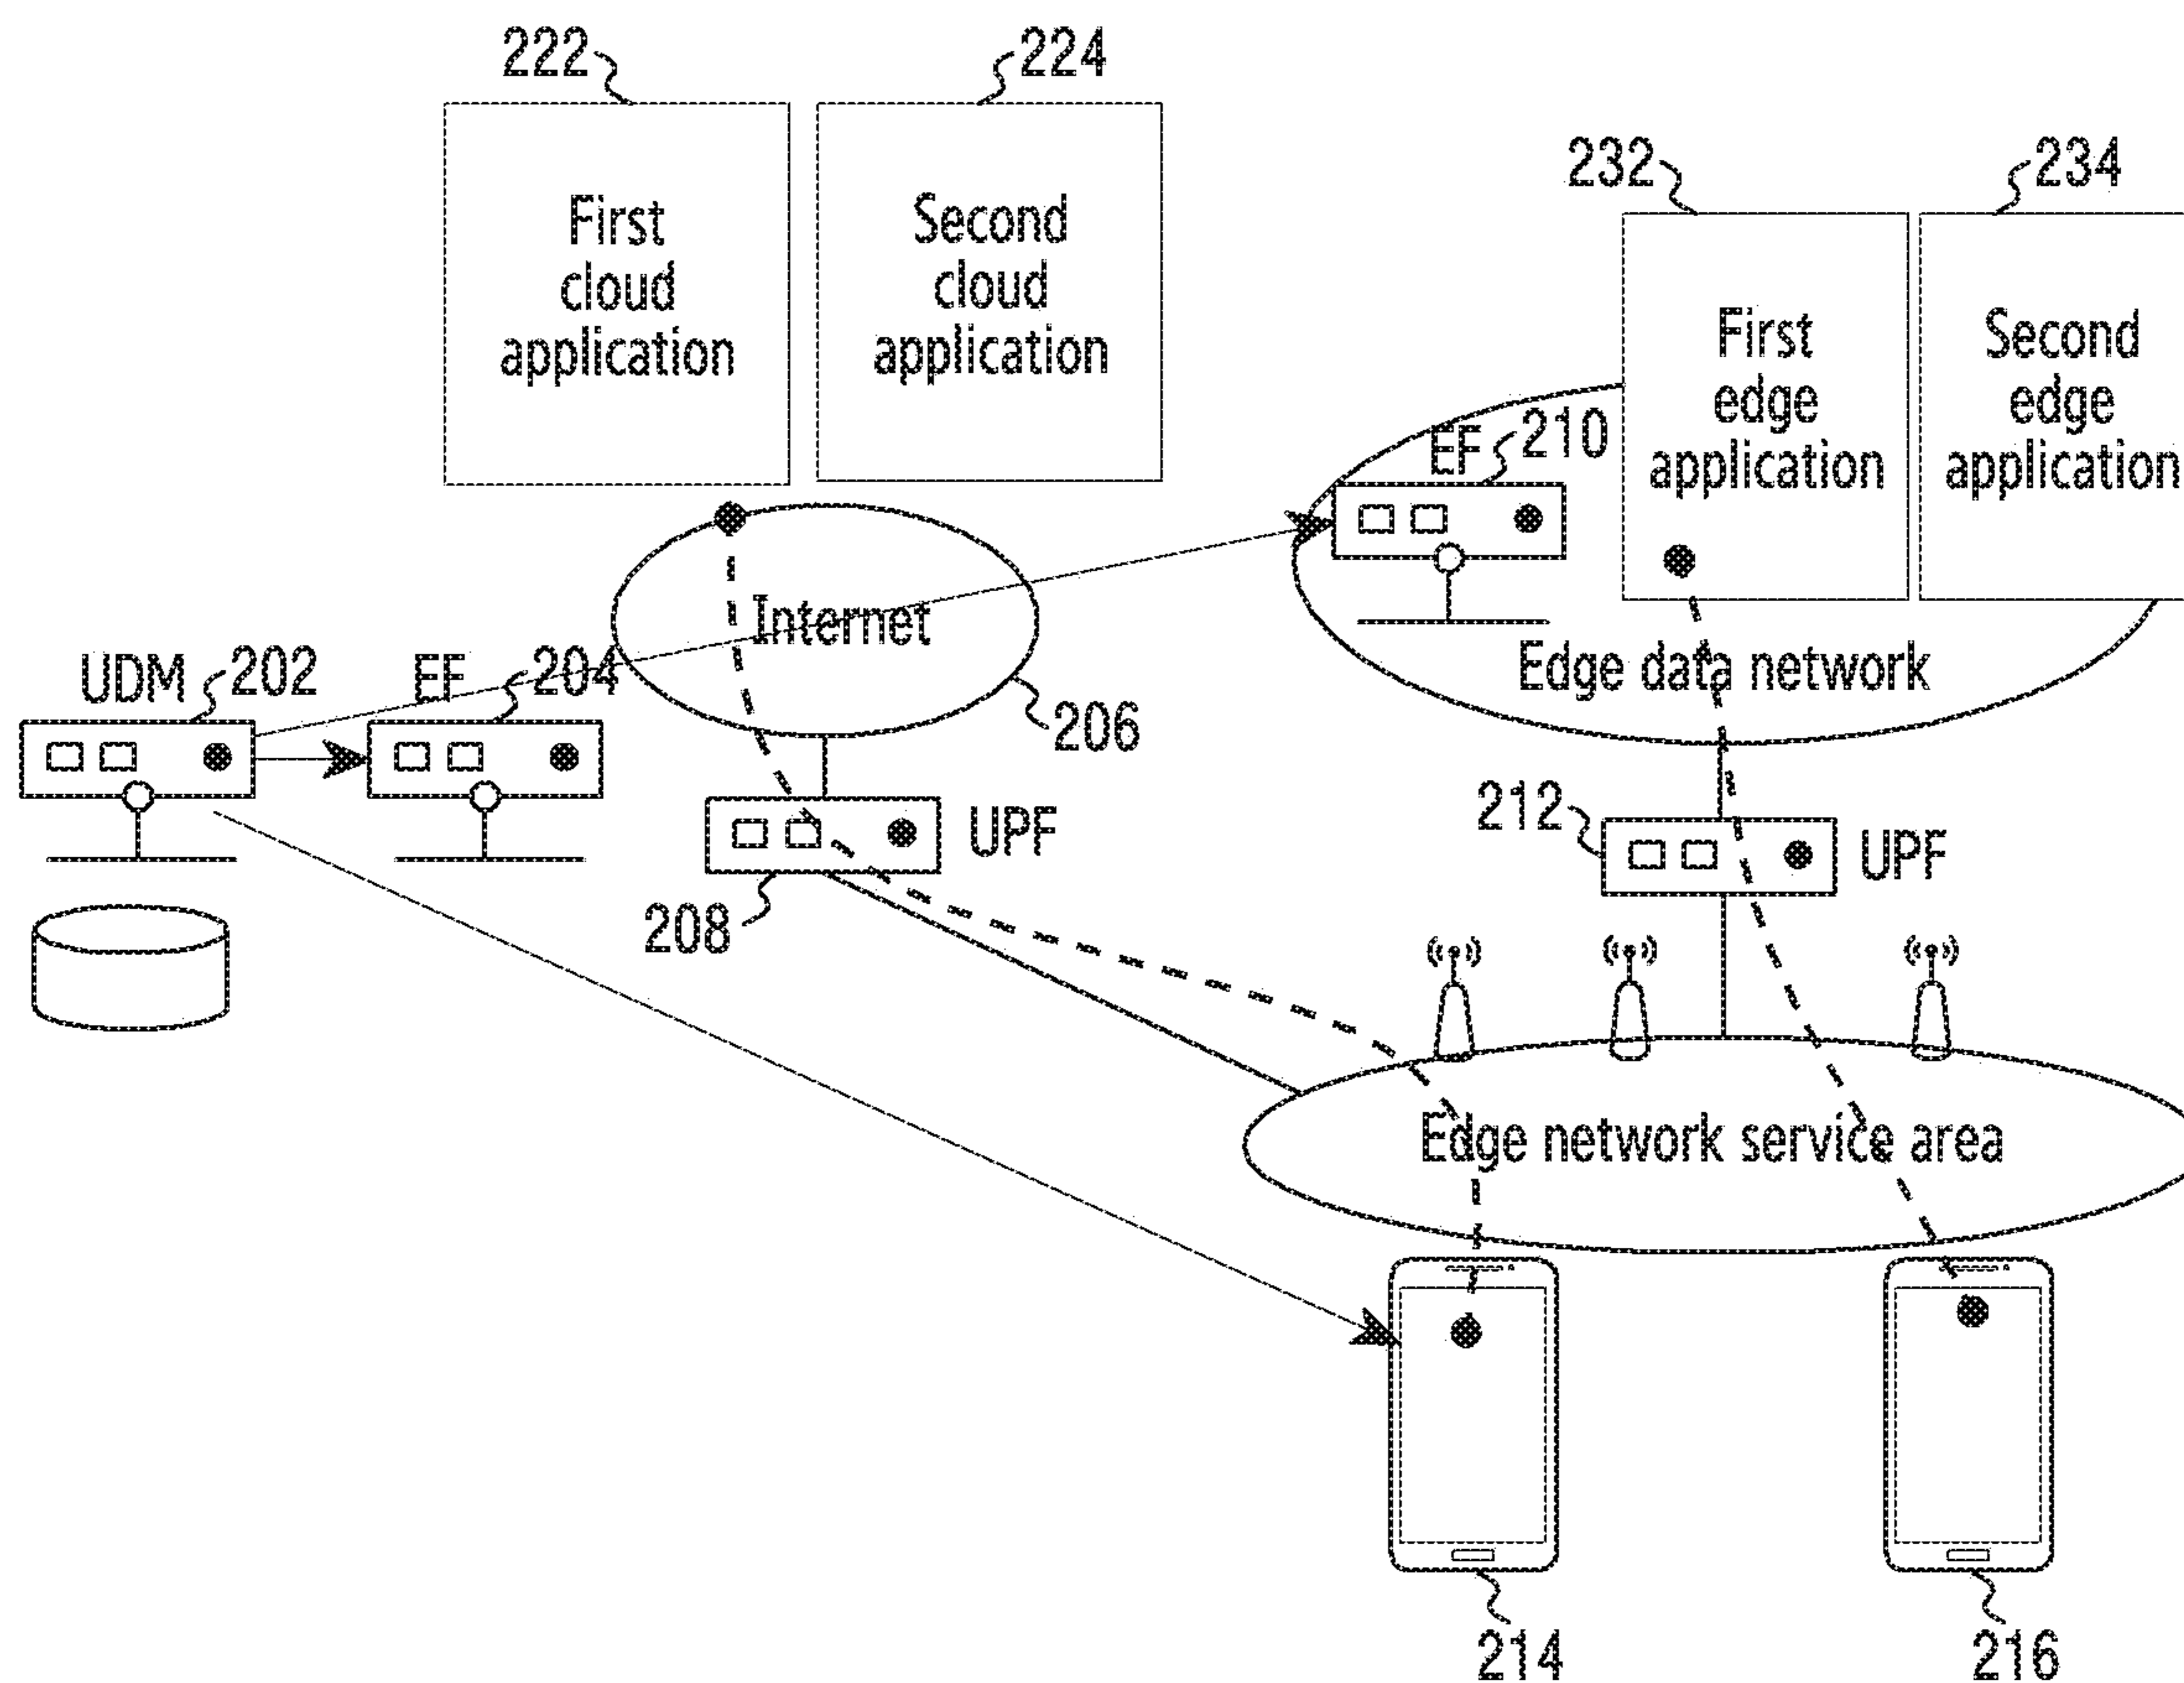 222
224
First
cloud
application
Second
cloud
application
232
234
First
edge
application
Second
edge
application
EF
210
Internet
Edge data network
UDM
202
EF
204
206
UPF
208
212
UPF
Edge network service area
214
216